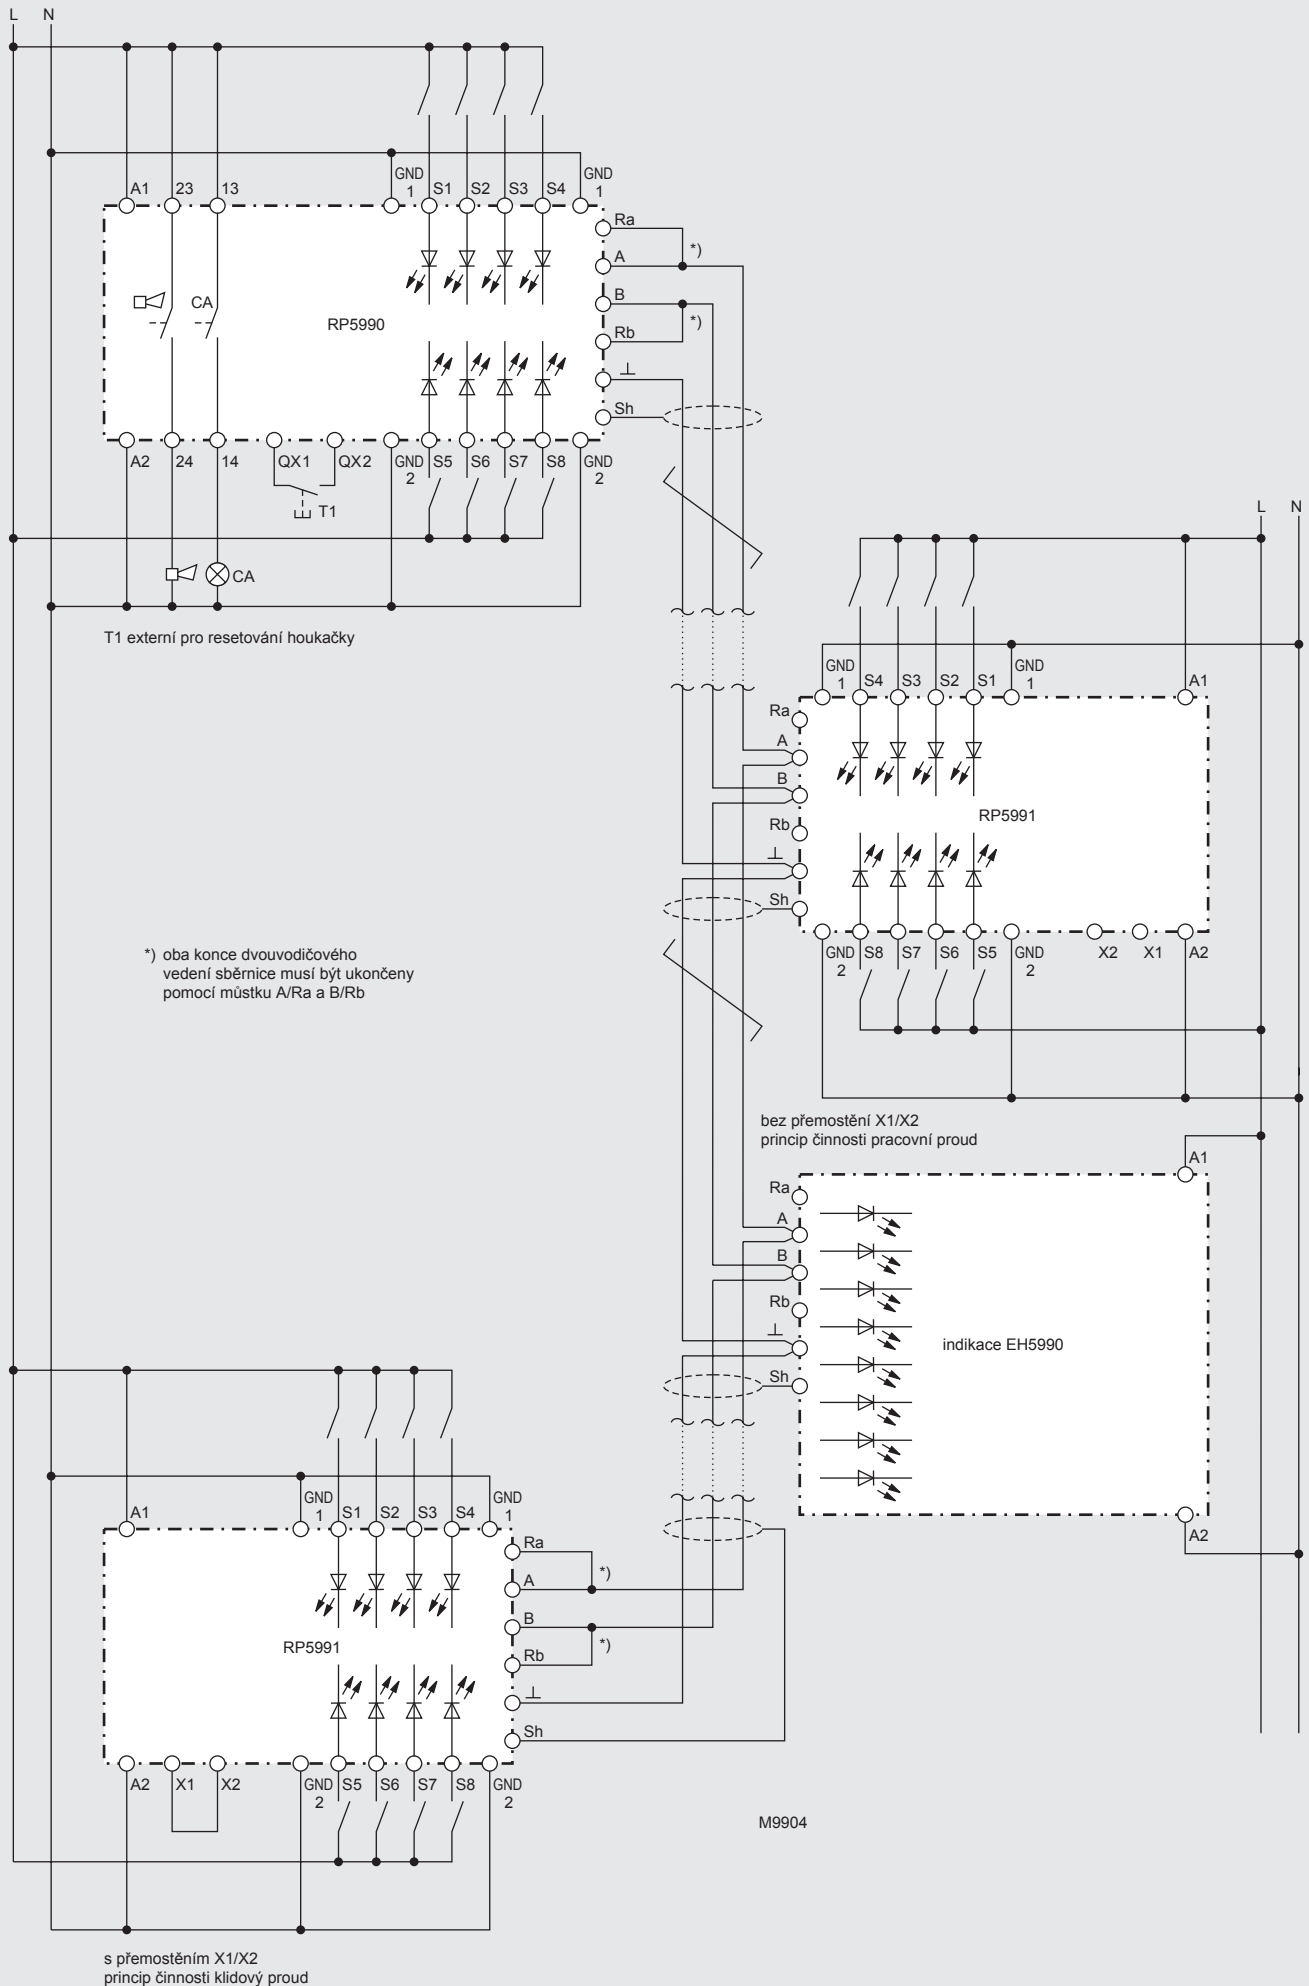 L N
GND GND
A1 23 13 1 S1 S2 S3 S4 1
Ra
*)
A
B
CA
RP5990
*)
Rb
⊥
Sh
A2 24 14 QX1 QX2 GND S5 S6 S7 S8 GND
2 2
T1
CA
T1 externí pro resetování houkačky
L N
GND GND
1 S4 S3 S2 S1 1 A1
Ra
A
B
RP5991
Rb
⊥
Sh
GND S8 S7 S6 S5 GND X2 X1 A2
2 2
*) oba konce dvouvodičového
vedení sběrnice musí být ukončeny
pomocí můstku A/Ra a B/Rb
bez přemostění X1/X2
princip činnosti pracovní proud
A1
Ra
A
B
Rb
⊥
indikace EH5990
Sh
A2
GND GND
A1 1 S1 S2 S3 S4 1
Ra
*)
A
B
RP5991
*)
Rb
⊥
Sh
A2 X1 X2 GND S5 S6 S7 S8 GND
2 2
M9904
s přemostěním X1/X2
princip činnosti klidový proud